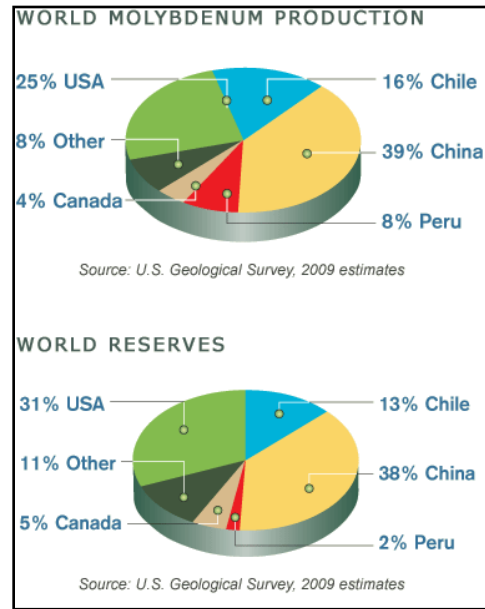 WORLD MOLYBDENUM PRODUCTION
25% USA
16% Chile
8% Other
39% China
4% Canada
8% Peru
Source: U.S. Geological Survey, 2009 estimates
WORLD RESERVES
31% USA
13% Chile
11% Other
38% China
5% Canada
2% Peru
Source: U.S. Geological Survey, 2009 estimates